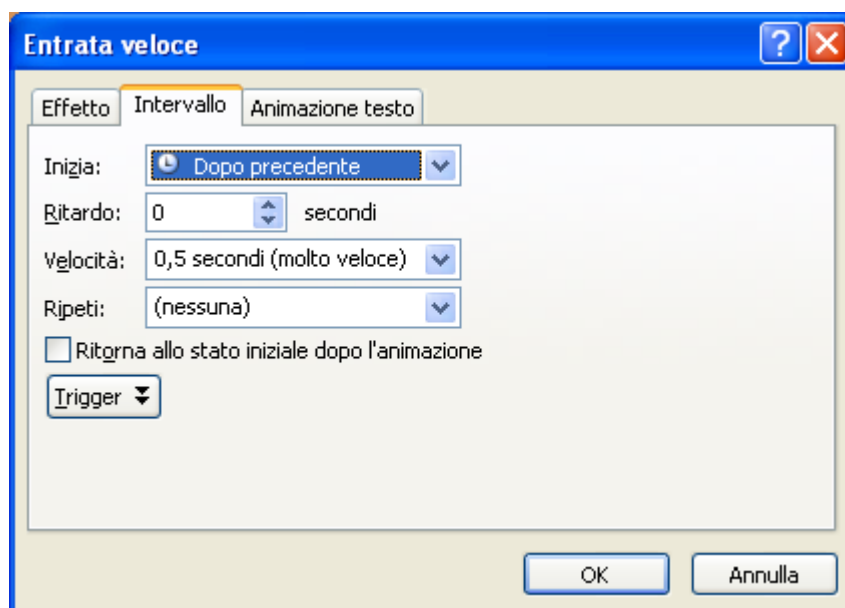 Entrata veloce
Effetto Intervallo Animazione testo
Inizia: Dopo precedente
Ritardo: 0 secondi
Velocità: 0,5 secondi (molto veloce)
Ripeti: (nessuna)
Ritorna allo stato iniziale dopo l'animazione
Trigger
OK Annulla